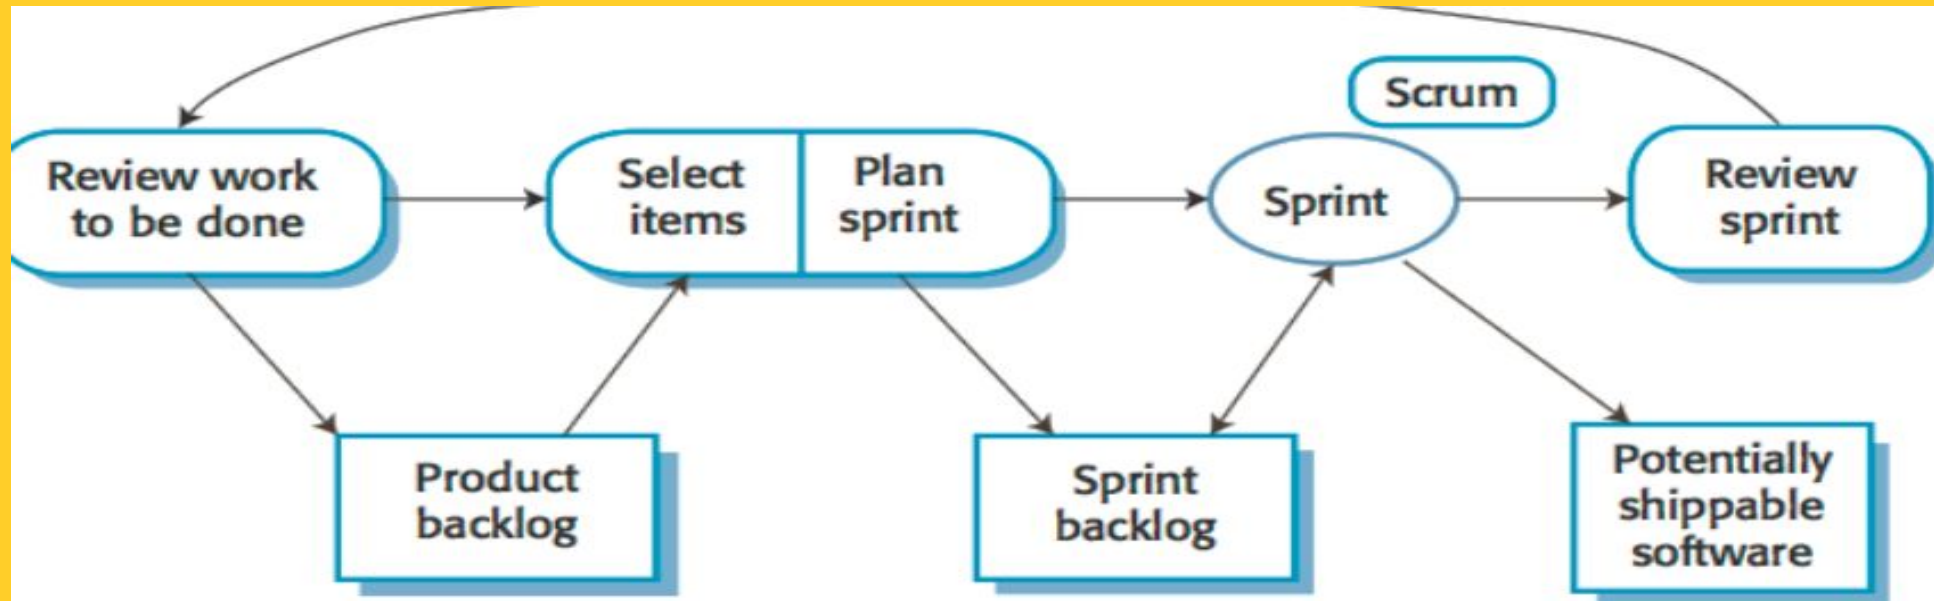 Scrum
Review work
to be done
Select
items
Plan
sprint
Sprint
Review
sprint
Product
backlog
Sprint
backlog
Potentially
shippable
software